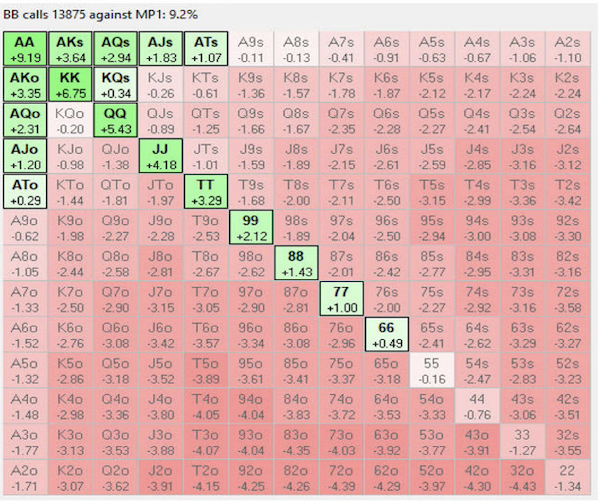 BB calls 13875 against MP1: 9.2%
AA AKs AQs AJs ATs A9s A8s A7s A6s A5s A4s A3s A2s
+9.19 +3.64 +2.94 +1.83 +1.07 -0.11 -0.13 -0.41 -0.91 -0.63 -0.67 -1.06 -1.10
AKo KK KQs KJs KTs K9s K8s K7s K6s K5s K4s K3s K2s
+3.35 +6.75 +0.34 -0.26 -0.61 -1.36 -1.57 -1.78 -1.87 -2.12 -2.17 -2.24 -2.24
AQo KQo QQ QJs QTs Q9s Q8s Q7s Q6s Q5s Q4s Q3s Q2s
+2.31 -0.20 +5.43 -0.89 -1.25 -1.66 -1.67 -2.35 -2.28 -2.27 -2.41 -2.54 -2.64
AJo KJo QJo JJ JTs J9s J8s J7s J6s J5s J4s J3s J2s
+1.20 -0.98 -1.38 +4.18 -1.01 -1.59 -1.89 -2.15 -2.61 -2.59 -2.85 -3.16 -3.12
ATo KTo QTo JTo TT T9s T8s T7s T6s T5s T4s T3s T2s
+0.29 -1.44 -1.81 -1.97 +3.29 -1.68 -2.00 -2.11 -2.50 -3.15 -2.99 -3.36 -3.42
A9o K9o Q9o J9o T9o 99 98s 97s 96s 95s 94s 93s 92s
-0.62 -1.98 -2.27 -2.28 -2.53 +2.12 -1.89 -2.04 -2.50 -2.94 -3.00 -3.08 -3.30
A8o K8o Q8o J8o T8o 98o 88 87s 86s 85s 84s 83s 82s
-1.05 -2.44 -2.58 -2.81 -2.67 -2.62 +1.43 -2.01 -2.42 -2.77 -2.95 -3.31 -3.16
A7o K7o Q7o J7o T7o 97o 87o 77 76s 75s 74s 73s 72s
-1.33 -2.50 -2.90 -3.15 -3.05 -2.90 -2.81 +1.00 -2.00 -2.27 -2.92 -3.16 -3.58
A6o K6o Q6o J6o T6o 96o 86o 76o 66 65s 64s 63s 62s
-1.52 -2.76 -3.08 -3.42 -3.57 -3.34 -3.08 -2.96 +0.49 -2.41 -2.62 -3.29 -3.27
A5o K5o Q5o J5o T5o 95o 85o 75o 65o 55 54s 53s 52s
-1.32 -2.86 -3.18 -3.52 -3.89 -3.61 -3.41 -3.37 -3.18 -0.16 -2.47 -2.83 -3.23
A4o K4o Q4o J4o T4o 94o 84o 74o 64o 54o 44 43s 42s
-1.48 -2.98 -3.36 -3.80 -4.05 -4.04 -3.83 -3.72 -3.53 -3.33 -0.76 -3.06 -3.51
A3o K3o Q3o J3o T3o 93o 83o 73o 63o 53o 43o 33 32s
-1.77 -3.13 -3.53 -3.88 -4.07 -4.04 -4.35 -4.03 -3.92 -3.77 -3.91 -1.27 -3.55
A2o K2o Q2o J2o T2o 92o 82o 72o 62o 52o 42o 32o 22
-1.71 -3.07 -3.62 -3.91 -4.15 -4.25 -4.26 -4.39 -4.29 -3.97 -4.30 -4.43 -1.34